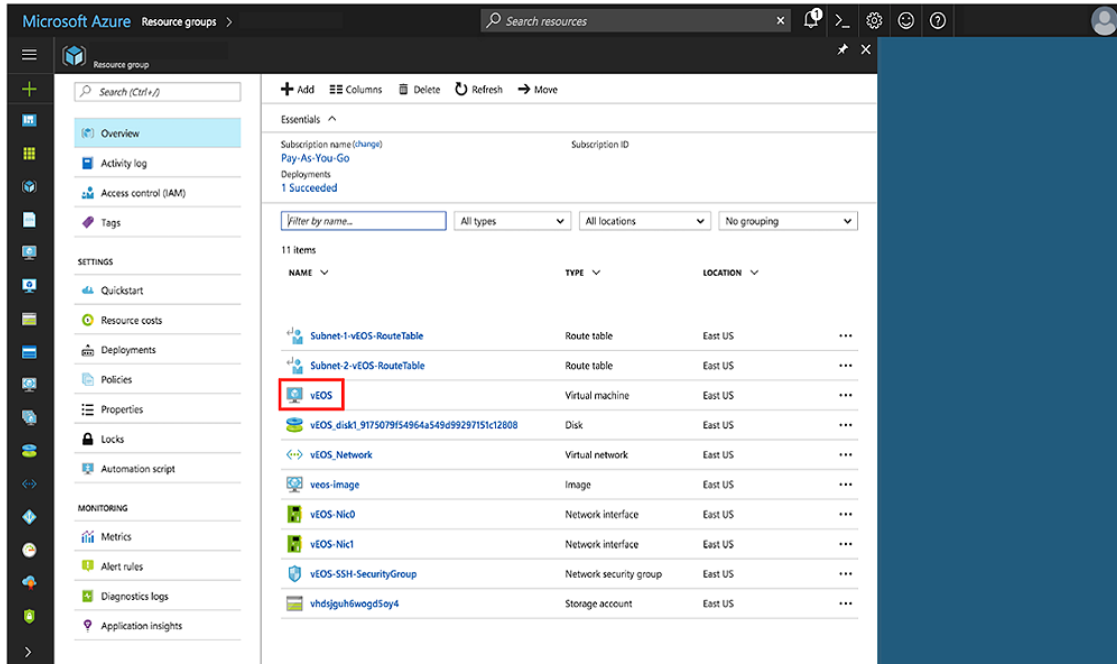 Microsoft Azure Resource groups >
Search resources
1
Resource group
Search (Ctrl+/)
Overview
Activity log
Access control (IAM)
Tags
SETTINGS
Quickstart
Resource costs
Deployments
Policies
Properties
Locks
Automation script
MONITORING
Metrics
Alert rules
Diagnostics logs
Application insights
Add Columns Delete Refresh Move
Essentials
Subscription name (change) Subscription ID
Pay-As-You-Go
Deployments
1 Succeeded
Filter by name... All types All locations No grouping
11 items
NAME TYPE LOCATION
Subnet-1-vEOS-RouteTable Route table East US
Subnet-2-vEOS-RouteTable Route table East US
vEOS Virtual machine East US
vEOS_disk1_9175079f54964a549d99297151c12808 Disk East US
vEOS_Network Virtual network East US
veos-image Image East US
vEOS-Nic0 Network interface East US
vEOS-Nic1 Network interface East US
vEOS-SSH-SecurityGroup Network security group East US
vhdsjguh6wogd5oy4 Storage account East US